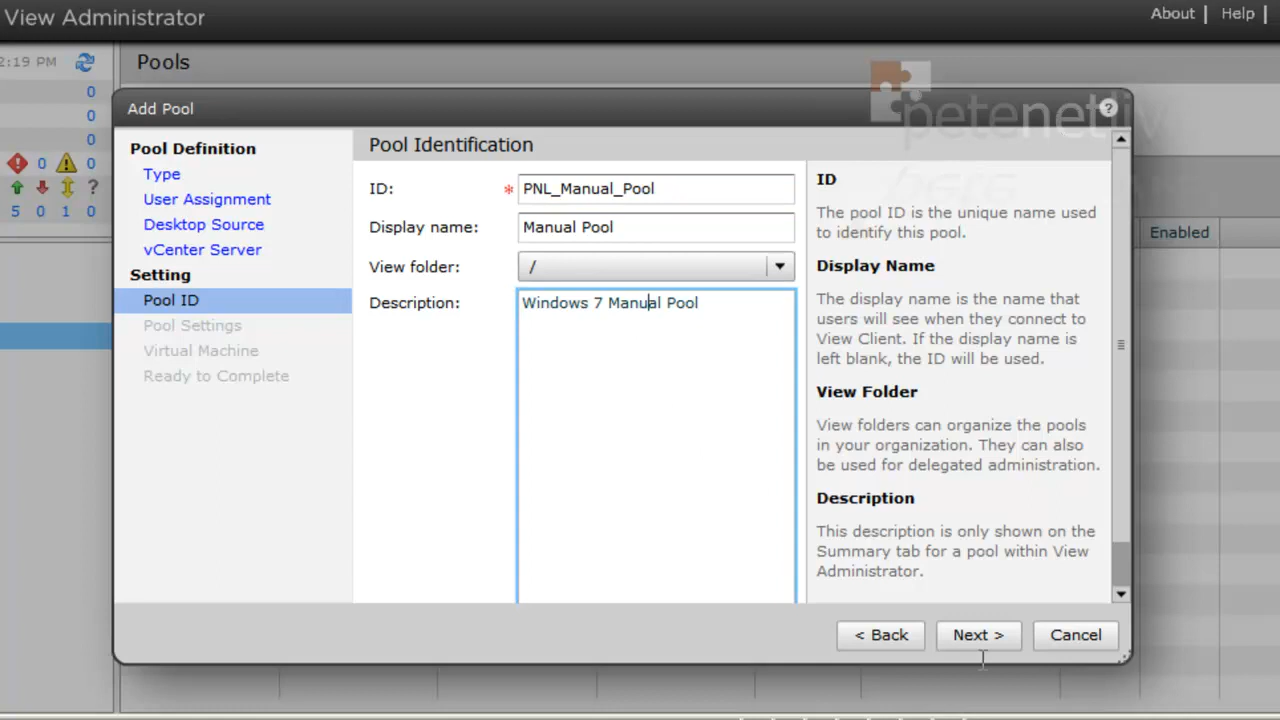 View Administrator
About | Help |
2:19 PM
Pools
0
0
0
0 0
?
5 0 1 0
Enabled
petenetliv
Add Pool
?
Pool Definition
Type
User Assignment
Desktop Source
vCenter Server
Setting
Pool ID
Pool Settings
Virtual Machine
Ready to Complete
Pool Identification
ID: * PNL_Manual_Pool
Display name: Manual Pool
View folder: /
Description: Windows 7 Manual Pool
ID
The pool ID is the unique name used
to identify this pool.
Display Name
The display name is the name that
users will see when they connect to
View Client. If the display name is
left blank, the ID will be used.
View Folder
View folders can organize the pools
in your organization. They can also
be used for delegated administration.
Description
This description is only shown on the
Summary tab for a pool within View
Administrator.
< Back
Next >
Cancel